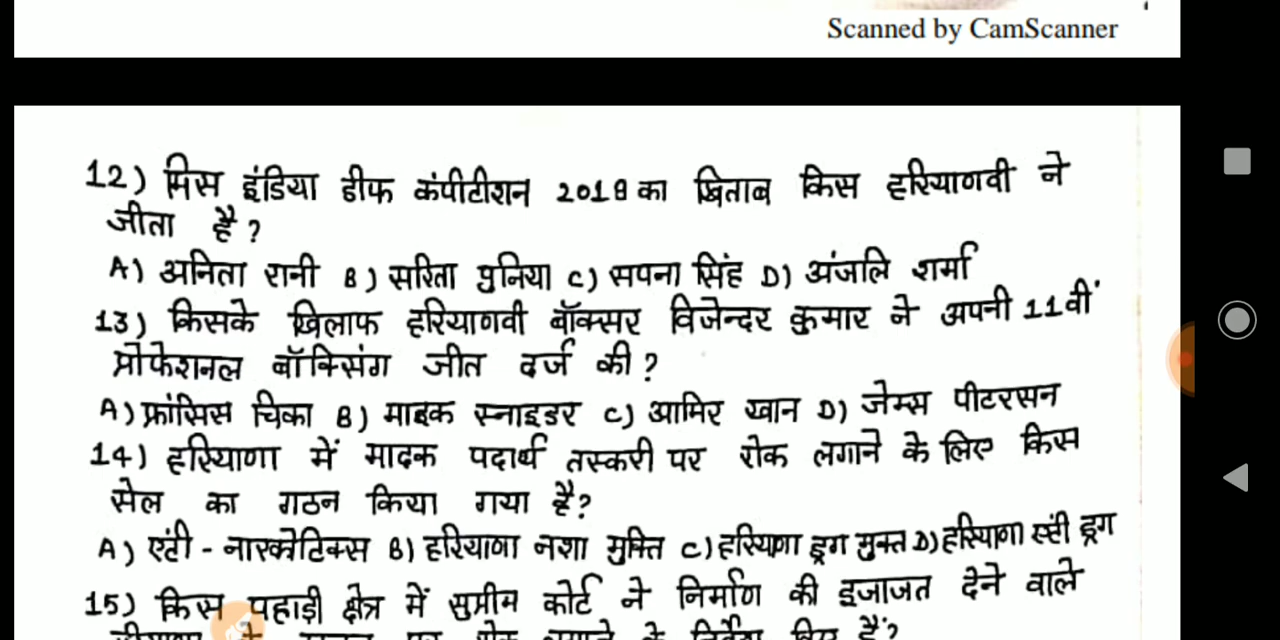 Scanned by CamScanner
12) मिस इंडिया डीफ कंपीटीशन 2018 का खिताब किस हरियाणवी ने
जीता है?
A) अनिता रानी B) सरिता पुनिया C) सपना सिंह D) अंजलि शर्मा
13) किसके खिलाफ हरियाणवी बॉक्सर विजेन्दर कुमार ने अपनी 11वीं
प्रोफेशनल बॉक्सिंग जीत दर्ज की?
A) फ्रांसिस चिका B) माइक स्नाइडर C) आमिर खान D) जेम्स पीटरसन
14) हरियाणा में मादक पदार्थ तस्करी पर रोक लगाने के लिए किस
सेल का गठन किया गया है?
A) एंटी - नारकोटिक्स B) हरियाणा नशा मुक्ति C) हरियाणा ड्रग मुक्त D) हरियाणा एंटी ड्रग
15) किस पहाड़ी क्षेत्र में सुप्रीम कोर्ट ने निर्माण की इजाजत देने वाले
के पर रोक लगाने के निर्देश दिए हैं?